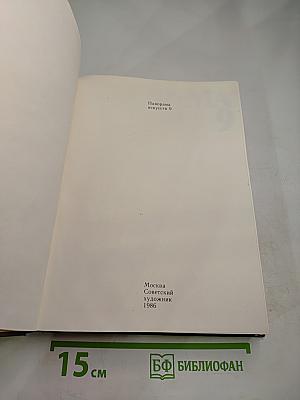 Панорама
искусств 9
Москва
Советский
художник
1986
15 см
БФ БИБЛИОФАН